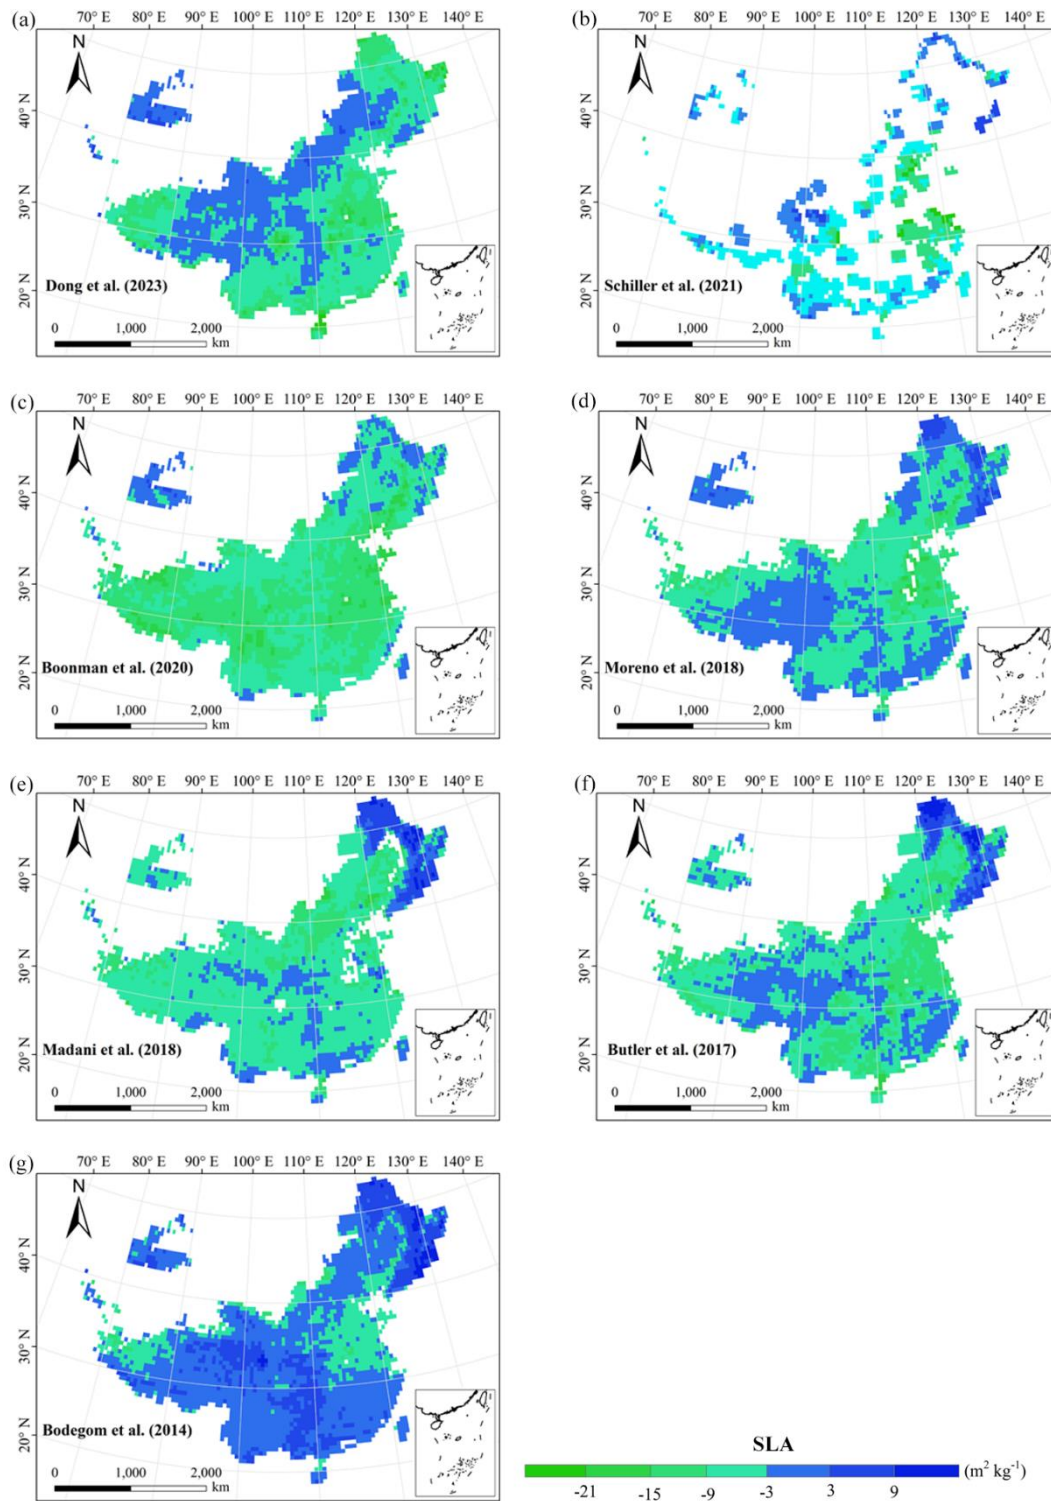 (a)
70° E 80° E 90° E 100° E 110° E 120° E 130° E 140° E
N
40° N
30° N
20° N
Dong et al. (2023)
0 1,000 2,000
km
(b)
70° E 80° E 90° E 100° E 110° E 120° E 130° E 140° E
N
40° N
30° N
20° N
Schiller et al. (2021)
0 1,000 2,000
km
(c)
70° E 80° E 90° E 100° E 110° E 120° E 130° E 140° E
N
40° N
30° N
20° N
Boonman et al. (2020)
0 1,000 2,000
km
(d)
70° E 80° E 90° E 100° E 110° E 120° E 130° E 140° E
N
40° N
30° N
20° N
Moreno et al. (2018)
0 1,000 2,000
km
(e)
70° E 80° E 90° E 100° E 110° E 120° E 130° E 140° E
N
40° N
30° N
20° N
Madani et al. (2018)
0 1,000 2,000
km
(f)
70° E 80° E 90° E 100° E 110° E 120° E 130° E 140° E
N
40° N
30° N
20° N
Butler et al. (2017)
0 1,000 2,000
km
(g)
70° E 80° E 90° E 100° E 110° E 120° E 130° E 140° E
N
40° N
30° N
20° N
Bodegom et al. (2014)
0 1,000 2,000
km
SLA
(m² kg⁻¹)
-21 -15 -9 -3 3 9